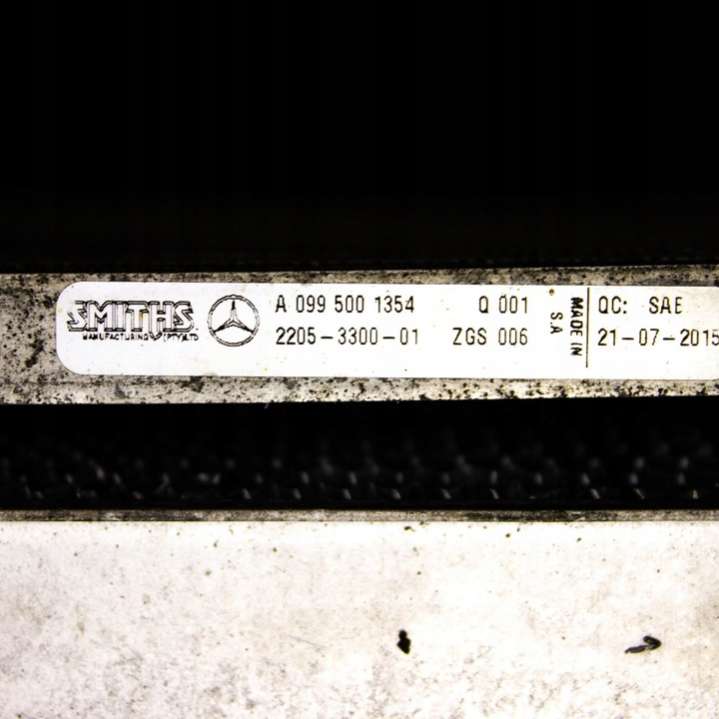 SMITHS
MANUFACTURING (PTY)LTD
A 099 500 1354 Q 001
2205-3300-01 ZGS 006
MADE IN
S.A
QC: SAE
21-07-2015